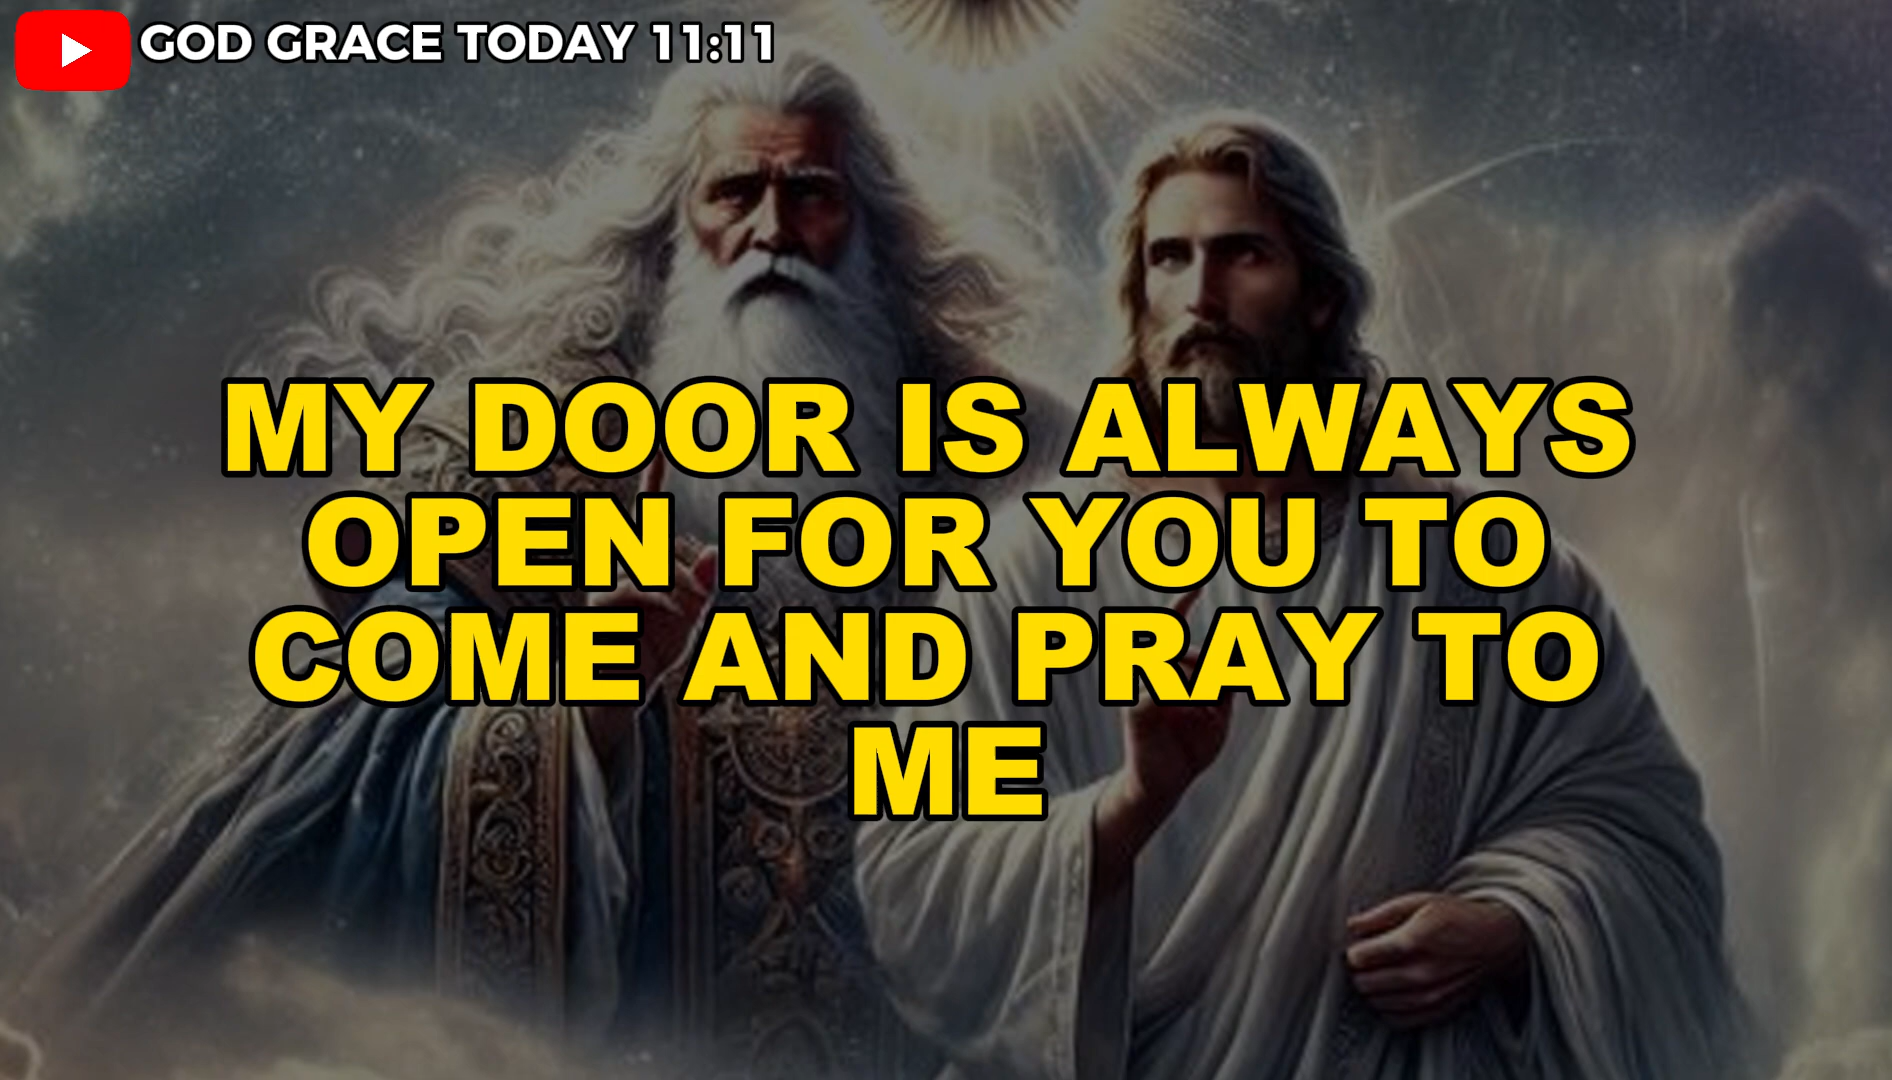 GOD GRACE TODAY 11:11
MY DOOR IS ALWAYS
OPEN FOR YOU TO
COME AND PRAY TO
ME